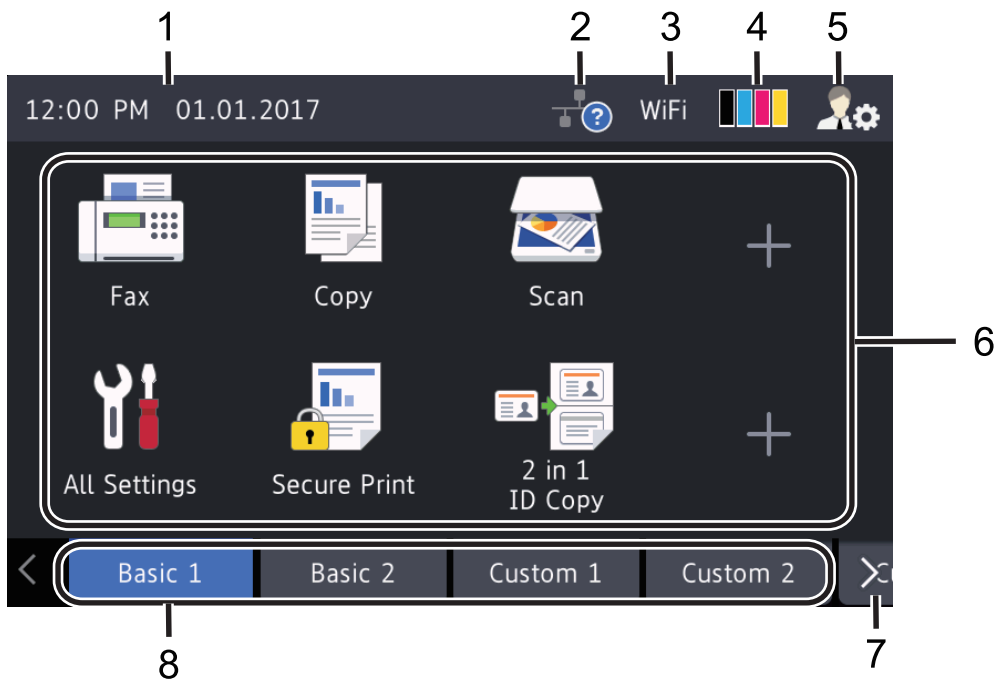 1 2 3 4 5
12:00 PM 01.01.2017 ? WiFi
Fax Copy Scan
6
All Settings Secure Print 2 in 1
ID Copy
Basic 1 Basic 2 Custom 1 Custom 2
8 7